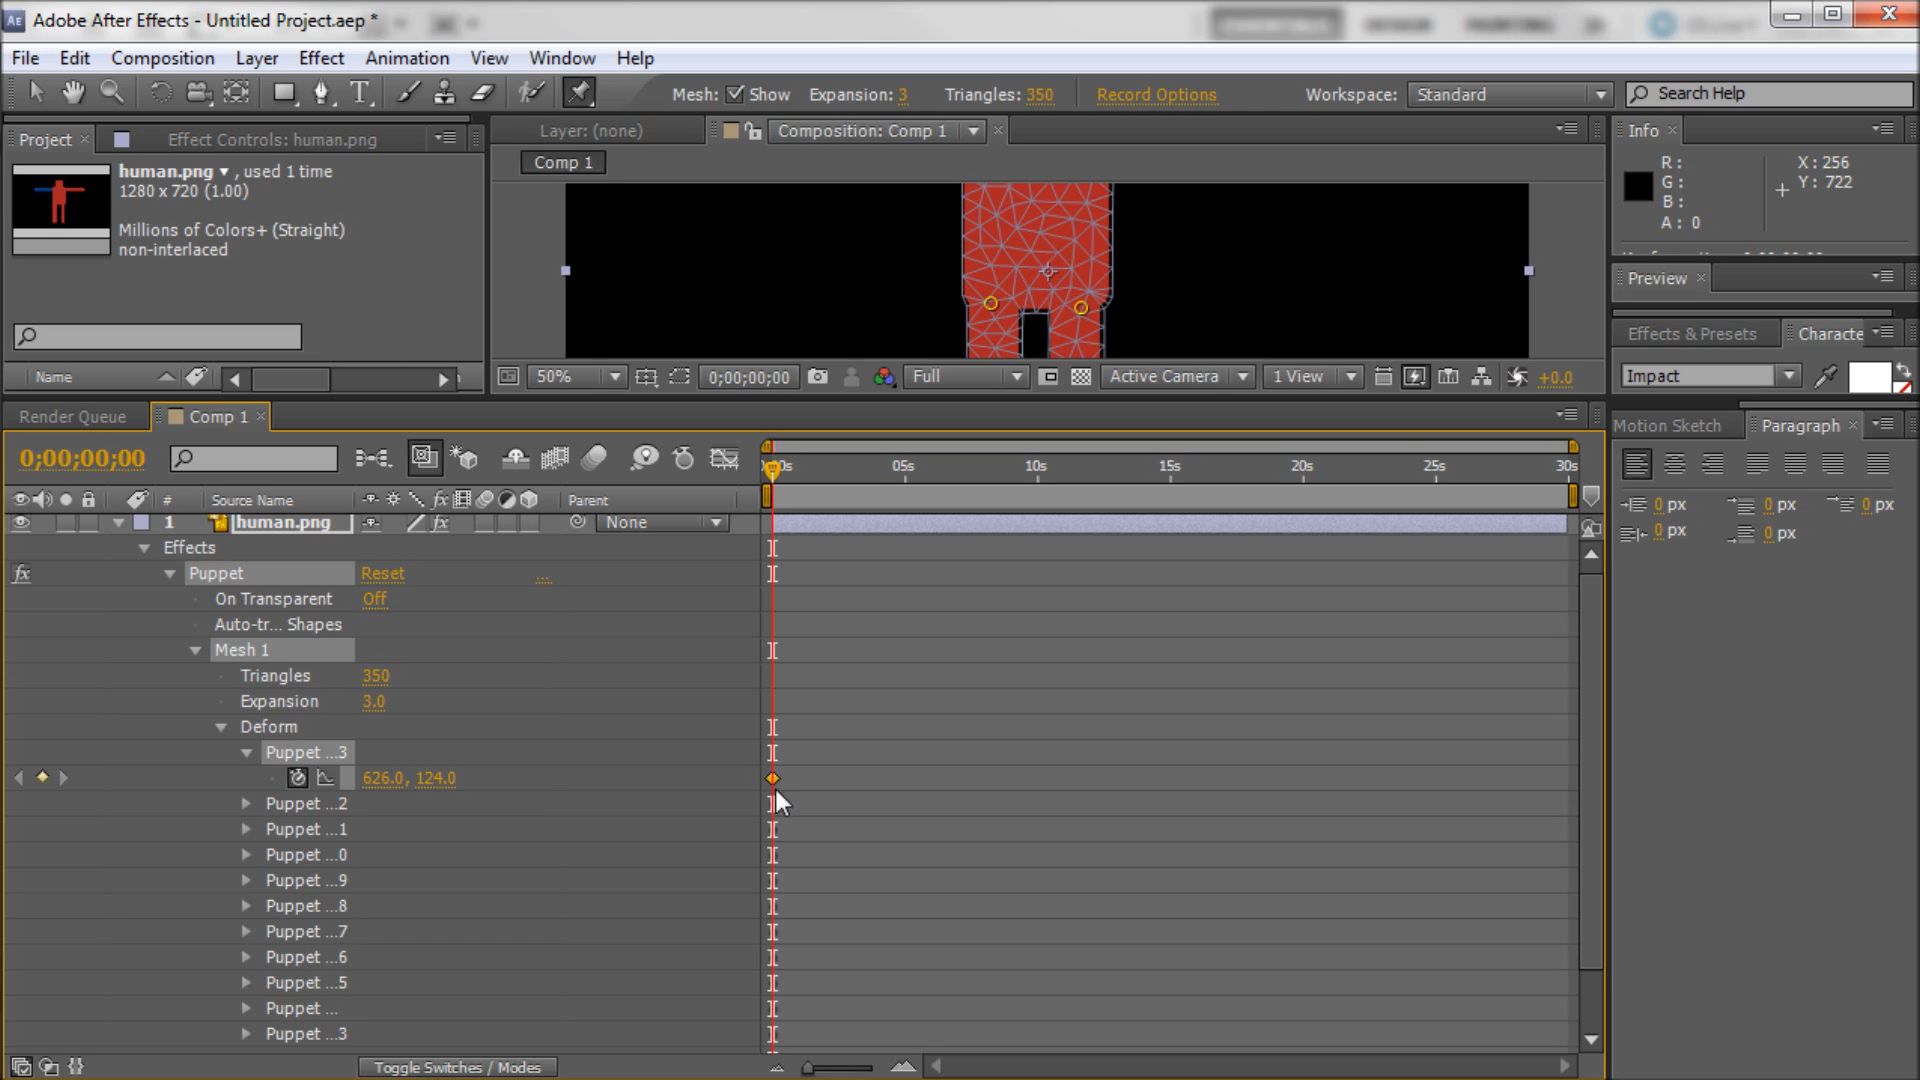 Adobe After Effects - Untitled Project.aep *
File Edit Composition Layer Effect Animation View Window Help
Mesh: Show Expansion: 3 Triangles: 350 Record Options Workspace: Standard Search Help
Project Effect Controls: human.png
human.png , used 1 time
1280 x 720 (1.00)
Millions of Colors+ (Straight)
non-interlaced
Name
Layer: (none) Composition: Comp 1
Comp 1
50% 0;00;00;00 Full Active Camera 1 View +0.0
Info
R: X: 256
G: Y: 722
B:
A: 0
Preview
Effects & Presets Characte
Impact
Motion Sketch Paragraph
0 px 0 px 0 px
0 px 0 px
Render Queue Comp 1
0;00;00;00
05s 10s 15s 20s 25s 30s
# Source Name fx Parent
1 human.png fx None
Effects
fx Puppet Reset ...
On Transparent Off
Auto-tr... Shapes
Mesh 1
Triangles 350
Expansion 3.0
Deform
Puppet ...3
626.0, 124.0
Puppet ...2
Puppet ...1
Puppet ...0
Puppet ...9
Puppet ...8
Puppet ...7
Puppet ...6
Puppet ...5
Puppet ...
Puppet ...3
Toggle Switches / Modes